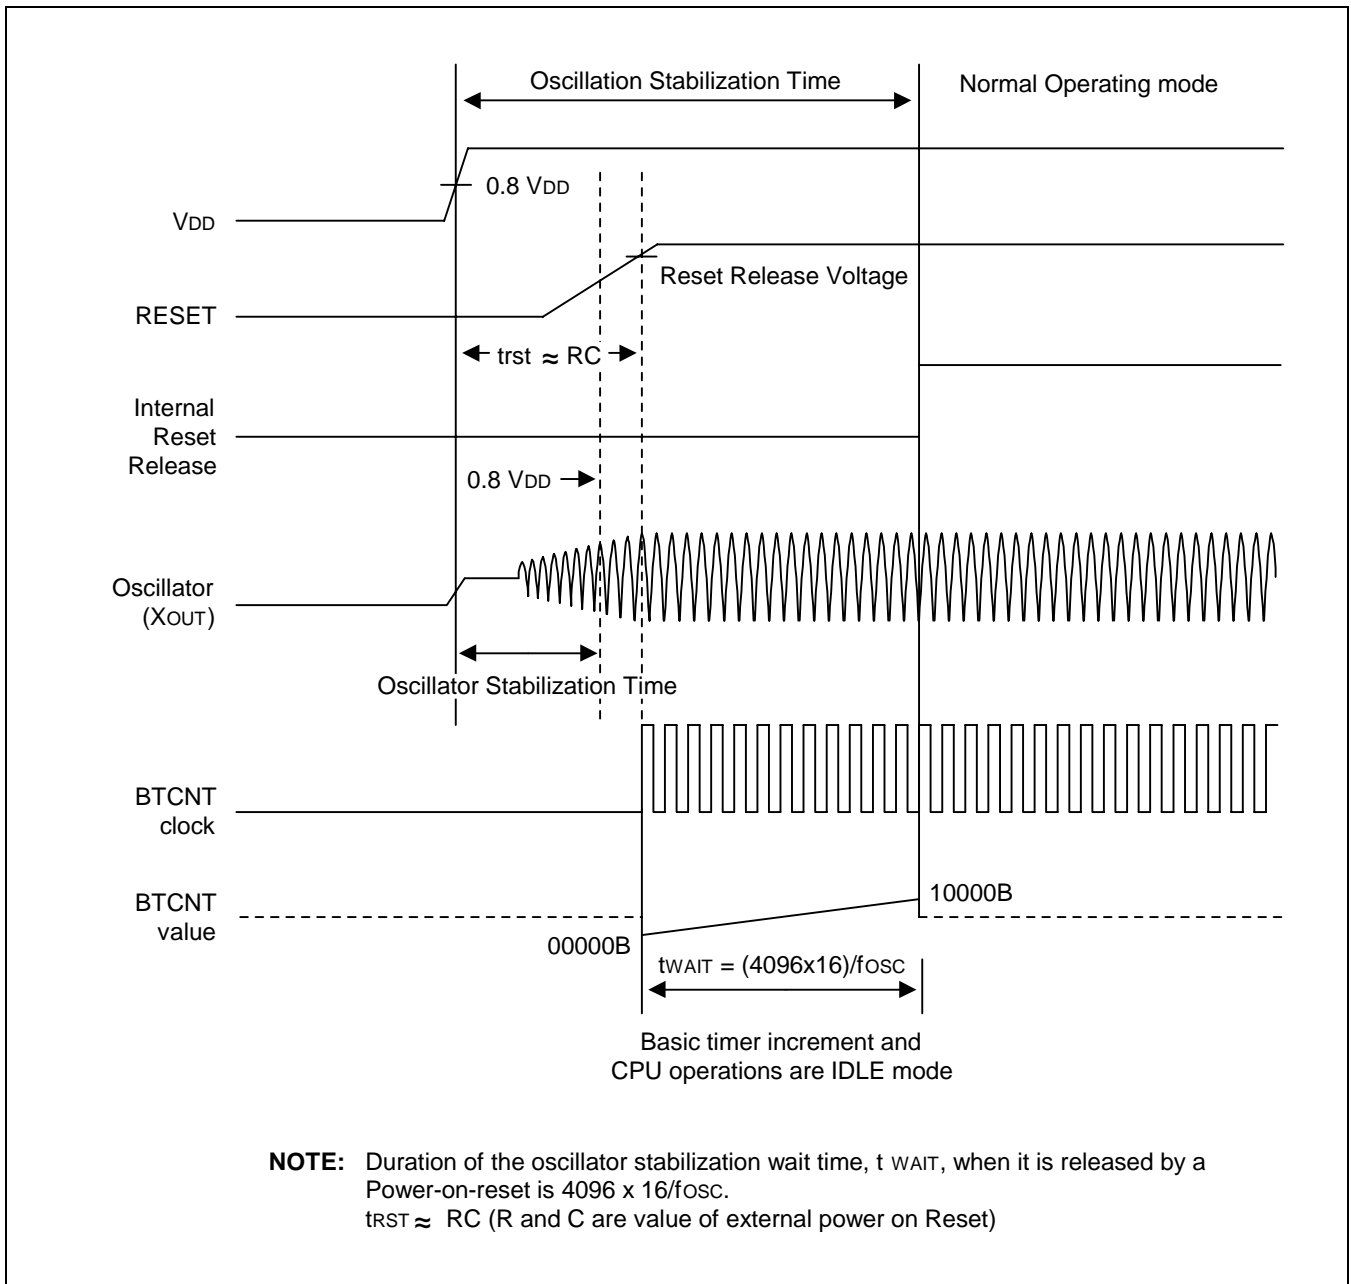 Oscillation Stabilization Time
Normal Operating mode
0.8 VDD
VDD
Reset Release Voltage
RESET
trst ≈ RC
Internal
Reset
Release
0.8 VDD
Oscillator
(XOUT)
Oscillator Stabilization Time
BTCNT
clock
BTCNT
value
10000B
00000B
tWAIT = (4096x16)/fOSC
Basic timer increment and
CPU operations are IDLE mode
NOTE: Duration of the oscillator stabilization wait time, t WAIT, when it is released by a
Power-on-reset is 4096 x 16/fOSC.
tRST ≈ RC (R and C are value of external power on Reset)